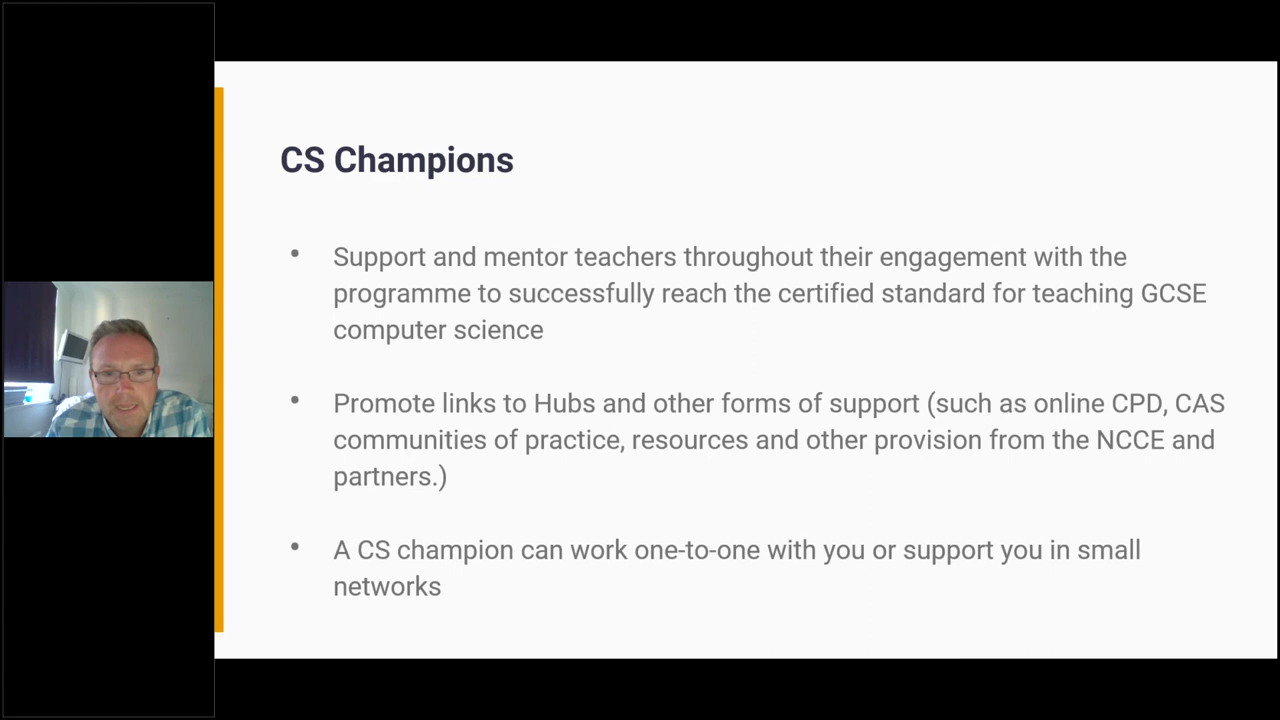 CS Champions
• Support and mentor teachers throughout their engagement with the
programme to successfully reach the certified standard for teaching GCSE
computer science
• Promote links to Hubs and other forms of support (such as online CPD, CAS
communities of practice, resources and other provision from the NCCE and
partners.)
• A CS champion can work one-to-one with you or support you in small
networks